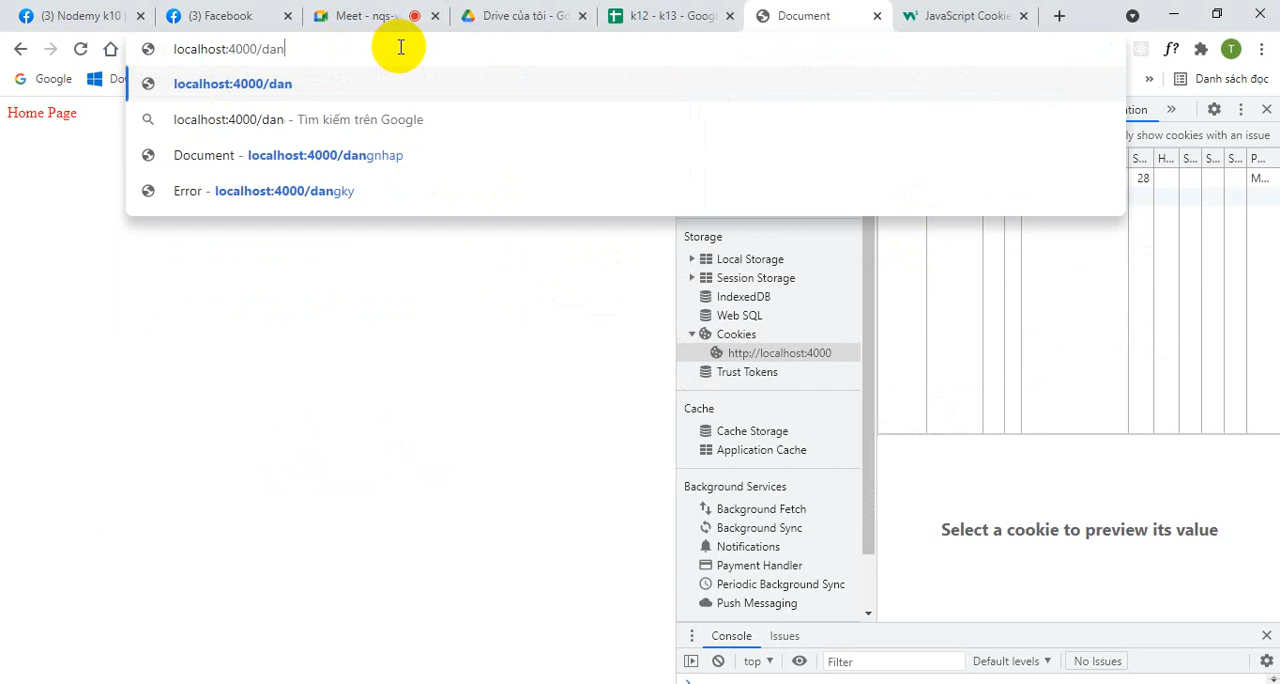 (3) Nodemy k10
(3) Facebook
Meet - nqs-
Drive của tôi - Go
k12 - k13 - Googl
Document
JavaScript Cookie
localhost:4000/dan
f?
T
Google
Do
localhost:4000/dan
localhost:4000/dan - Tìm kiếm trên Google
Document - localhost:4000/dangnhap
Error - localhost:4000/dangky
»
Danh sách đọc
Home Page
ntion
»
ly show cookies with an issue
S... H... S... S... S... P...
28 M...
Storage
Local Storage
Session Storage
IndexedDB
Web SQL
Cookies
http://localhost:4000
Trust Tokens
Cache
Cache Storage
Application Cache
Background Services
Background Fetch
Background Sync
Notifications
Payment Handler
Periodic Background Sync
Push Messaging
Select a cookie to preview its value
Console Issues
top Filter Default levels No Issues